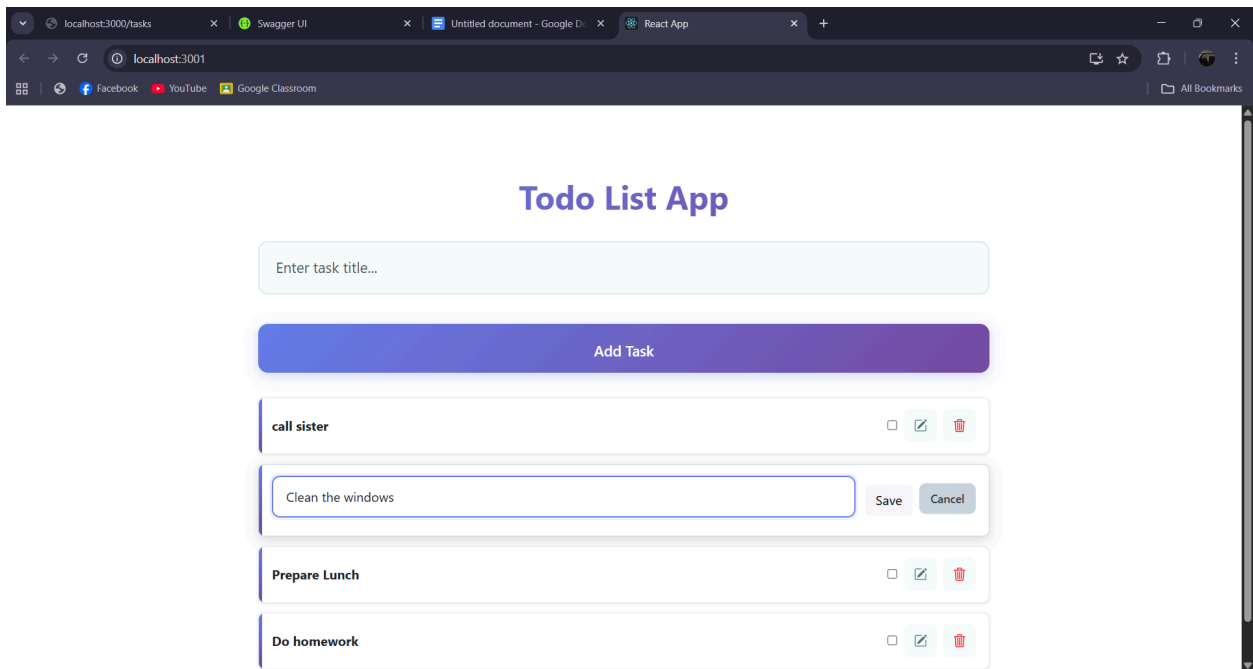 localhost:3000/tasks
Swagger UI
Untitled document - Google Dc
React App
localhost:3001
Facebook
YouTube
Google Classroom
All Bookmarks
Todo List App
Enter task title...
Add Task
call sister
Clean the windows
Save
Cancel
Prepare Lunch
Do homework